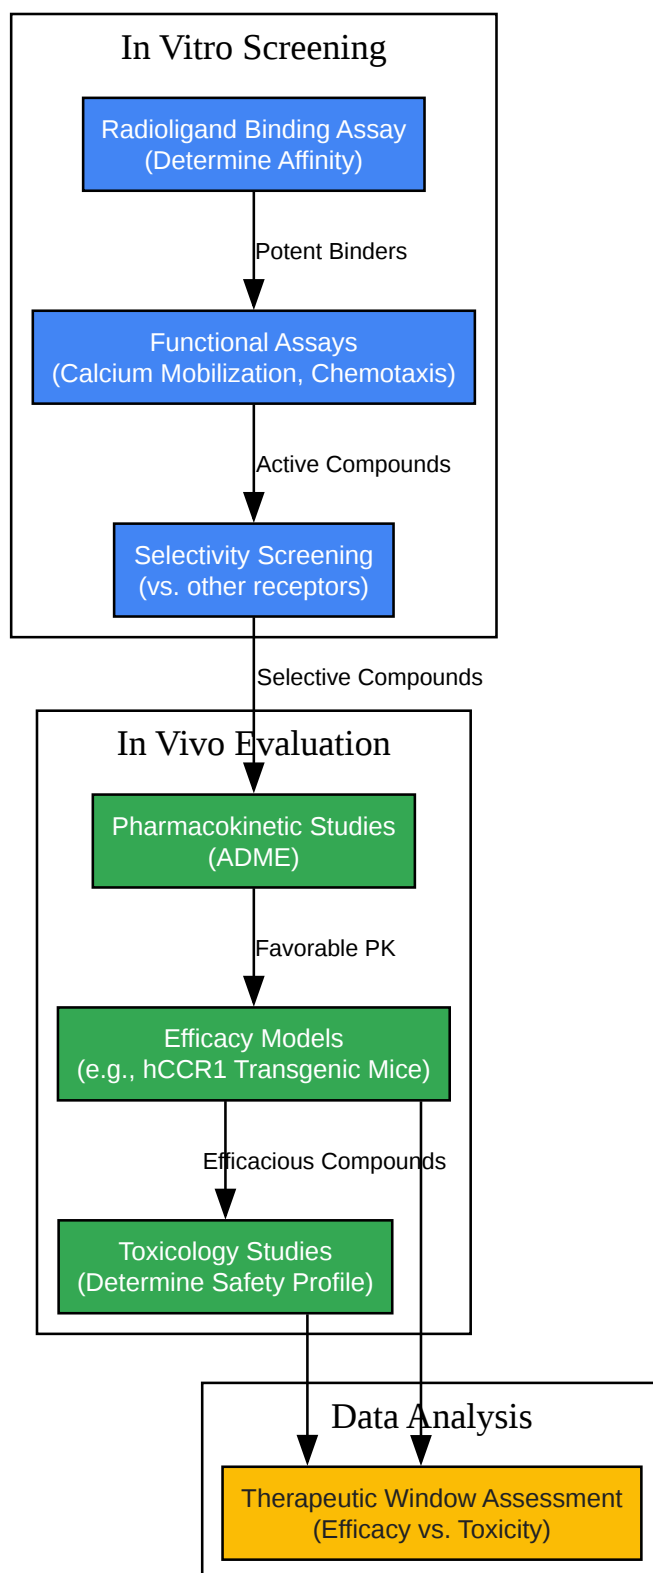 In Vitro Screening
Radioligand Binding Assay
(Determine Affinity)
Potent Binders
Functional Assays
(Calcium Mobilization, Chemotaxis)
Active Compounds
Selectivity Screening
(vs. other receptors)
Selective Compounds
In Vivo Evaluation
Pharmacokinetic Studies
(ADME)
Favorable PK
Efficacy Models
(e.g., hCCR1 Transgenic Mice)
Efficacious Compounds
Toxicology Studies
(Determine Safety Profile)
Data Analysis
Therapeutic Window Assessment
(Efficacy vs. Toxicity)